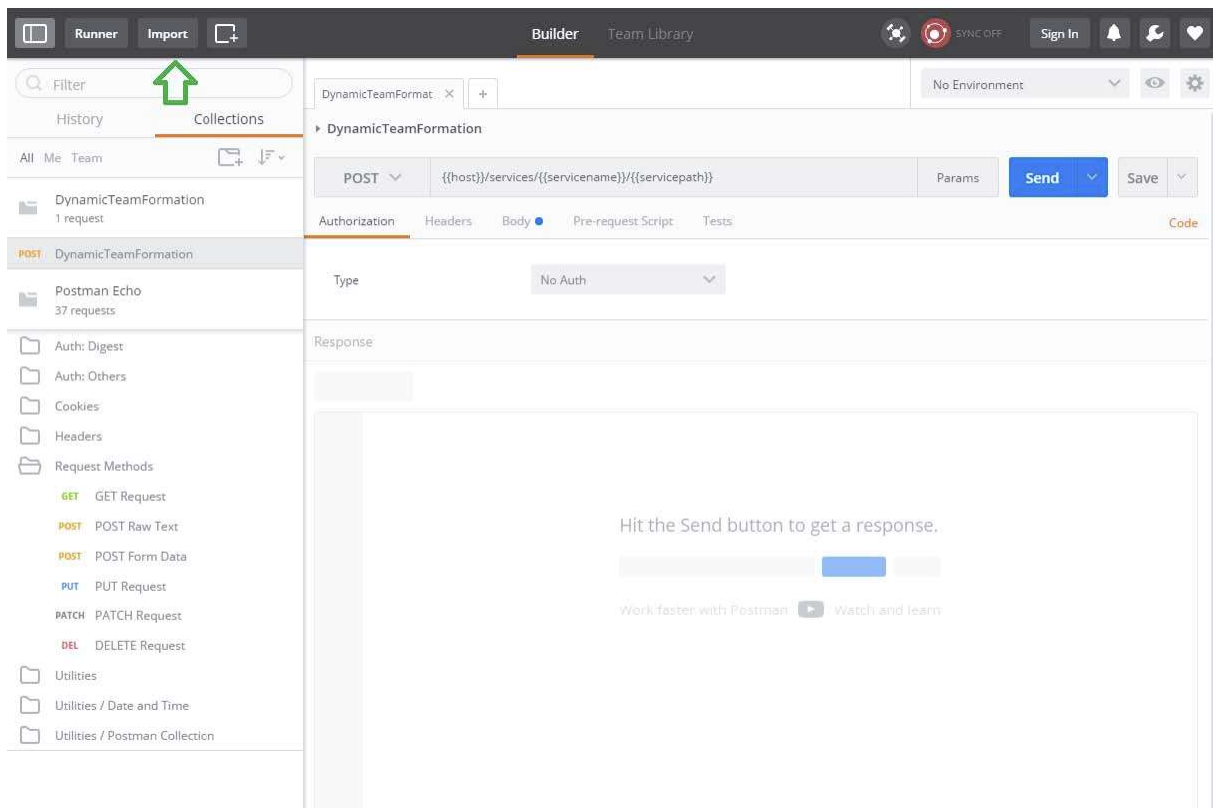 Runner Import Builder Team Library SYNC OFF Sign In
Filter
History Collections
All Me Team
DynamicTeamFormation
1 request
POST DynamicTeamFormation
Postman Echo
37 requests
Auth: Digest
Auth: Others
Cookies
Headers
Request Methods
GET GET Request
POST POST Raw Text
POST POST Form Data
PUT PUT Request
PATCH PATCH Request
DEL DELETE Request
Utilities
Utilities / Date and Time
Utilities / Postman Collection
DynamicTeamFormat × +
No Environment
DynamicTeamFormation
POST {{host}}/services/{{servicename}}/{{servicepath}} Params Send Save
Authorization Headers Body Pre-request Script Tests Code
Type No Auth
Response
Hit the Send button to get a response.
Work faster with Postman Watch and learn